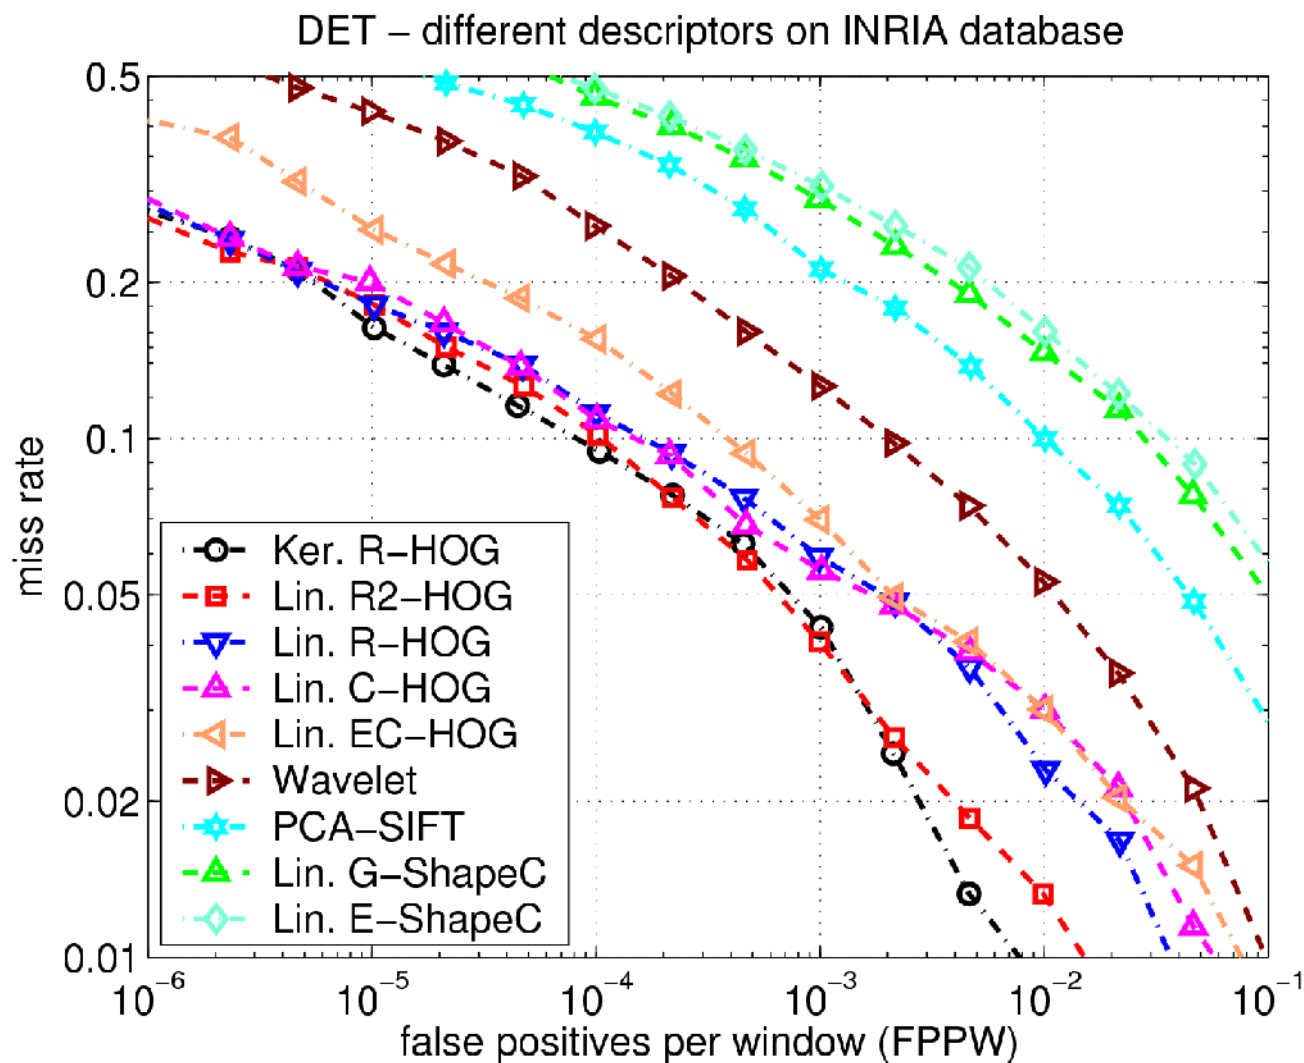 DET – different descriptors on INRIA database
0.5
0.2
0.1
0.05
0.02
0.01
miss rate
Ker. R–HOG
Lin. R2–HOG
Lin. R–HOG
Lin. C–HOG
Lin. EC–HOG
Wavelet
PCA–SIFT
Lin. G–ShapeC
Lin. E–ShapeC
10⁻⁶ 10⁻⁵ 10⁻⁴ 10⁻³ 10⁻² 10⁻¹
false positives per window (FPPW)